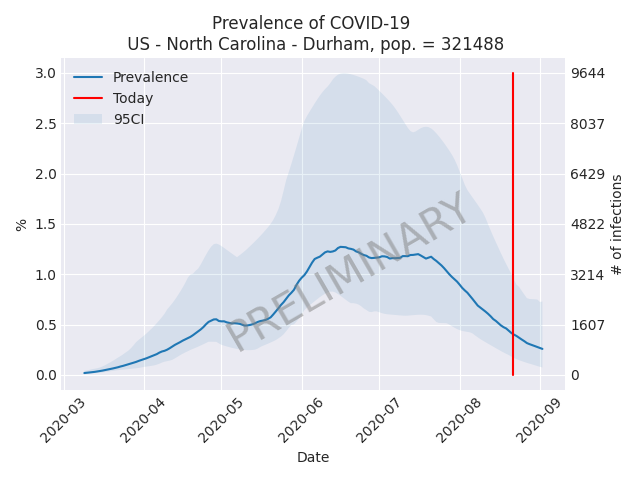 Prevalence of COVID-19
US - North Carolina - Durham, pop. = 321488
Prevalence
Today
95CI
PRELIMINARY
%
3.0
2.5
2.0
1.5
1.0
0.5
0.0
9644
8037
6429
4822
3214
1607
0
# of infections
2020-03
2020-04
2020-05
2020-06
2020-07
2020-08
2020-09
Date